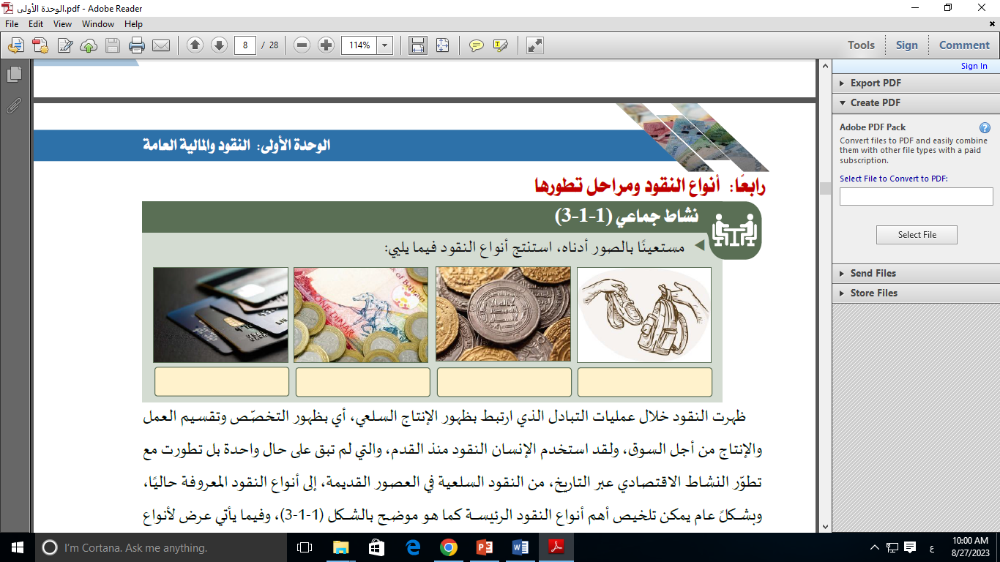 الوحدة الأولى.pdf - Adobe Reader
File Edit View Window Help
8 / 28
114%
Tools Sign Comment
Sign In
Export PDF
Create PDF
Adobe PDF Pack
Convert files to PDF and easily combine
them with other file types with a paid
subscription.
Select File to Convert to PDF:
Select File
Send Files
Store Files
الوحدة الأولى: النقود والمالية العامة
رابعًا: أنواع النقود ومراحل تطورها
نشاط جماعي (1-1-3)
مستعينًا بالصور أدناه، استنتج أنواع النقود فيما يليي:
k of Bahrain
ONE DINAR
ظهرت النقود خلال عمليات التبادل الذي ارتبط بظهور الإنتاج السلعي، أي بظهور التخصّص وتقسيم العمل
والإنتاج من أجل السوق، ولقد استخدم الإنسان النقود منذ القدم، والتي لم تبق على حال واحدة بل تطورت مع
تطوّر النشاط الاقتصادي عبر التاريخ، من النقود السلعية في العصور القديمة، إلى أنواع النقود المعروفة حاليًا،
وبشكلً عام يمكن تلخيص أهم أنواع النقود الرئيسة كما هو موضح بالشكل (1-1-3)، وفيما يأتي عرض لأنواع
I'm Cortana. Ask me anything.
ع
10:00 AM
8/27/2023